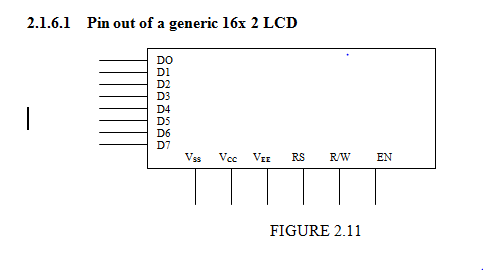 2.1.6.1 Pin out of a generic 16x 2 LCD
DO
D1
D2
D3
D4
D5
D6
D7
Vss Vcc VEE RS R/W EN
FIGURE 2.11